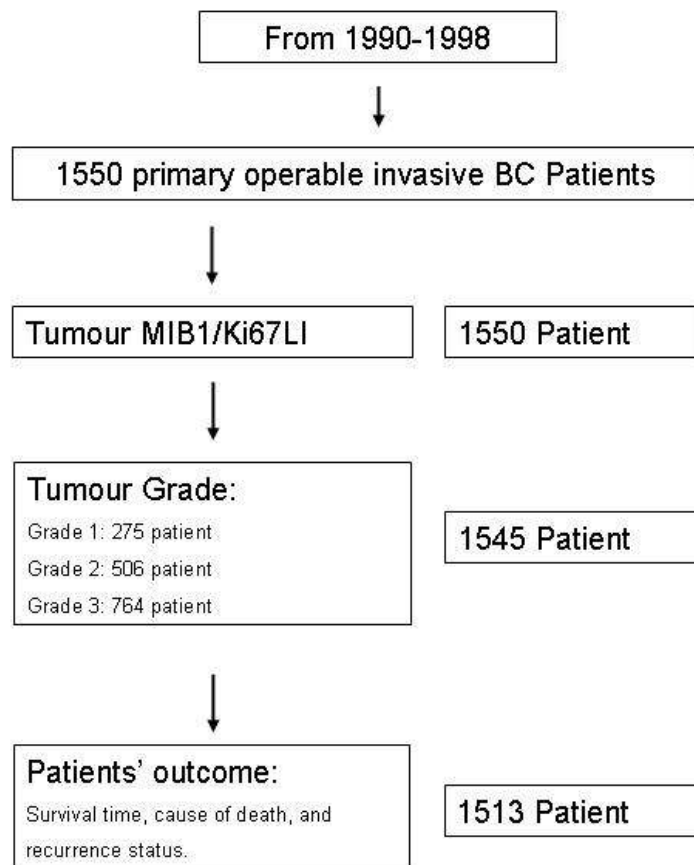 From 1990-1998
1550 primary operable invasive BC Patients
Tumour MIB1/Ki67LI
1550 Patient
Tumour Grade:
Grade 1: 275 patient
Grade 2: 506 patient
Grade 3: 764 patient
1545 Patient
Patients’ outcome:
Survival time, cause of death, and
recurrence status.
1513 Patient